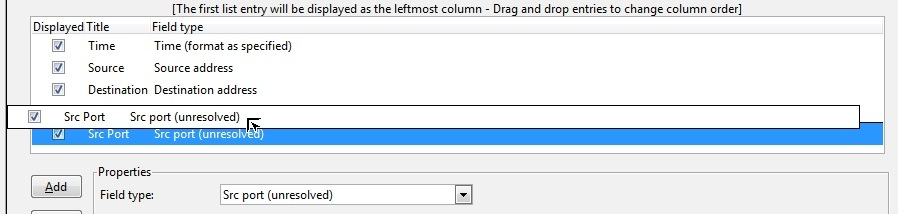 [The first list entry will be displayed as the leftmost column - Drag and drop entries to change column order]
Displayed Title Field type
Time Time (format as specified)
Source Source address
Destination Destination address
Src Port Src port (unresolved)
Src Port Src port (unresolved)
Properties
Add Field type: Src port (unresolved)